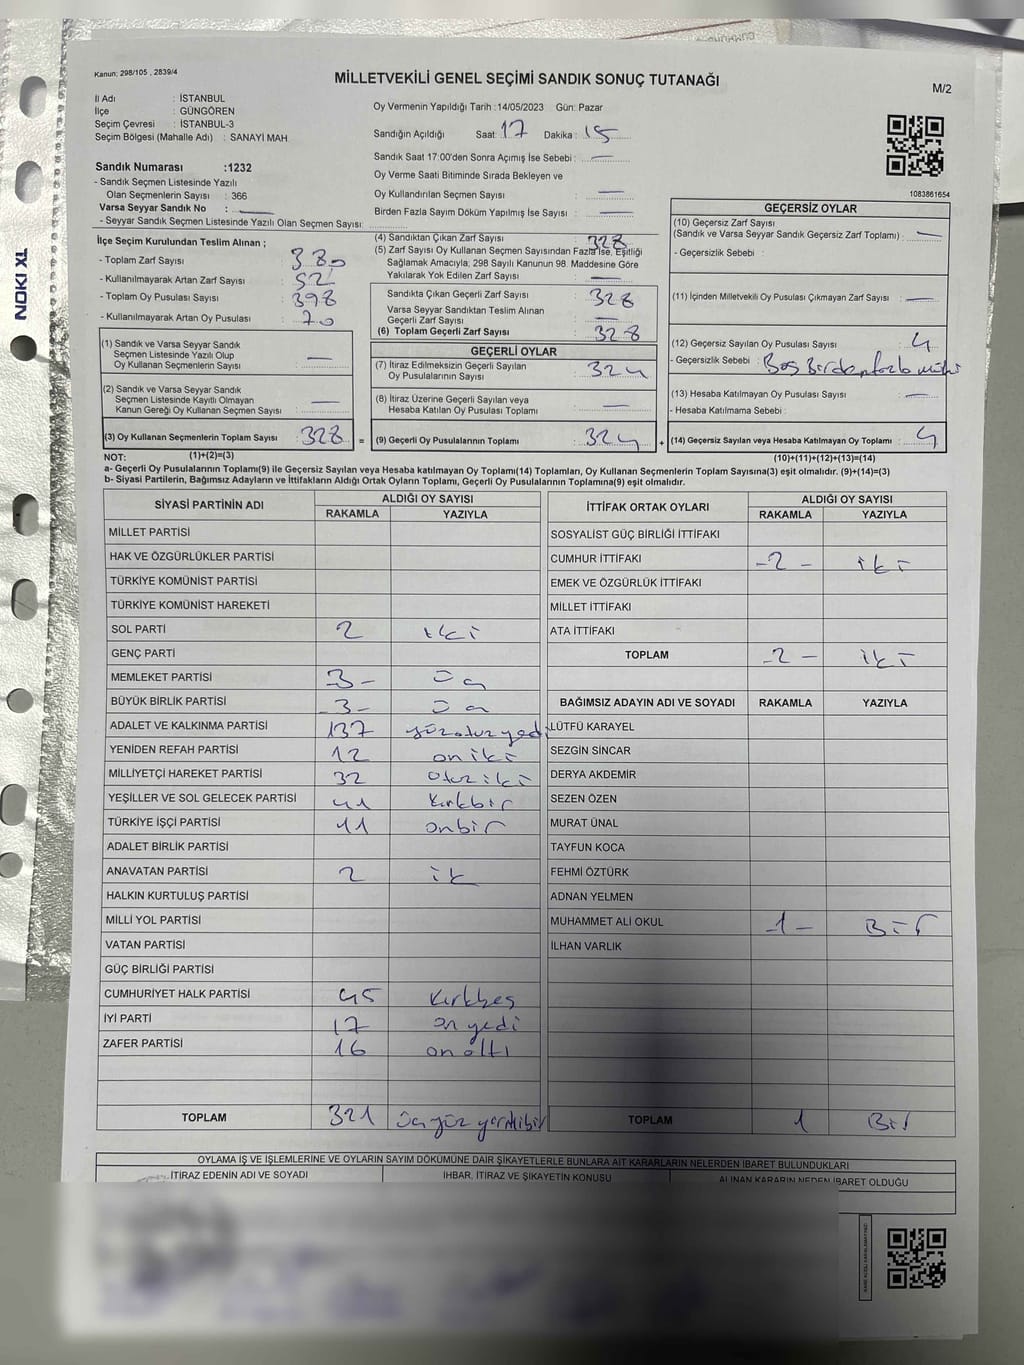 Kanun; 298/105 , 2839/4
MİLLETVEKİLİ GENEL SEÇİMİ SANDIK SONUÇ TUTANAĞI
M/2
İl Adı : İSTANBUL
İlçe : GÜNGÖREN
Seçim Çevresi : İSTANBUL-3
Seçim Bölgesi (Mahalle Adı) : SANAYİ MAH.
Sandık Numarası :1232
- Sandık Seçmen Listesinde Yazılı
Olan Seçmenlerin Sayısı : 366
Varsa Seyyar Sandık No :
- Seyyar Sandık Seçmen Listesinde Yazılı Olan Seçmen Sayısı:
Oy Vermenin Yapıldığı Tarih :14/05/2023 Gün: Pazar
Sandığın Açıldığı Saat: 17 Dakika : 15
Sandık Saat 17:00'den Sonra Açımış İse Sebebi : —
Oy Verme Saati Bitiminde Sırada Bekleyen ve
Oy Kullandırılan Seçmen Sayısı : —
Birden Fazla Sayım Döküm Yapılmış İse Sayısı : —
1083861654
İlçe Seçim Kurulundan Teslim Alınan ;
- Toplam Zarf Sayısı : 380
- Kullanılmayarak Artan Zarf Sayısı : 52
- Toplam Oy Pusulası Sayısı : 398
- Kullanılmayarak Artan Oy Pusulası : 70
(4) Sandıktan Çıkan Zarf Sayısı : 328
(5) Zarf Sayısı Oy Kullanan Seçmen Sayısından Fazla İse, Eşitliği
Sağlamak Amacıyla, 298 Sayılı Kanunun 98. Maddesine Göre
Yakılarak Yok Edilen Zarf Sayısı : —
Sandıkta Çıkan Geçerli Zarf Sayısı : 328
Varsa Seyyar Sandıktan Teslim Alınan
Geçerli Zarf Sayısı : —
(6) Toplam Geçerli Zarf Sayısı : 328
GEÇERSİZ OYLAR
(10) Geçersiz Zarf Sayısı
(Sandık ve Varsa Seyyar Sandık Geçersiz Zarf Toplamı) : —
- Geçersizlik Sebebi :
(11) İçinden Milletvekili Oy Pusulası Çıkmayan Zarf Sayısı : —
(12) Geçersiz Sayılan Oy Pusulası Sayısı : 4
- Geçersizlik Sebebi : Boş Birden fazla mühür
(13) Hesaba Katılmayan Oy Pusulası Sayısı : —
- Hesaba Katılmama Sebebi :
(14) Geçersiz Sayılan veya Hesaba Katılmayan Oy Toplamı : 4
(1) Sandık ve Varsa Seyyar Sandık
Seçmen Listesinde Yazılı Olup
Oy Kullanan Seçmenlerin Sayısı : —
(2) Sandık ve Varsa Seyyar Sandık
Seçmen Listesinde Kayıtlı Olmayan
Kanun Gereği Oy Kullanan Seçmen Sayısı : —
(3) Oy Kullanan Seçmenlerin Toplam Sayısı : 328 =
GEÇERLİ OYLAR
(7) İtiraz Edilmeksizin Geçerli Sayılan
Oy Pusulalarının Sayısı : 324
(8) İtiraz Üzerine Geçerli Sayılan veya
Hesaba Katılan Oy Pusulası Toplamı : —
(9) Geçerli Oy Pusulalarının Toplamı : 324 +
NOT: (1)+(2)=(3)
(10)+(11)+(12)+(13)=(14)
a- Geçerli Oy Pusulalarının Toplamı(9) ile Geçersiz Sayılan veya Hesaba katılmayan Oy Toplamı(14) Toplamları, Oy Kullanan Seçmenlerin Toplam Sayısına(3) eşit olmalıdır. (9)+(14)=(3)
b- Siyasi Partilerin, Bağımsız Adayların ve İttifakların Aldığı Ortak Oyların Toplamı, Geçerli Oy Pusulalarının Toplamına(9) eşit olmalıdır.
SİYASİ PARTİNİN ADI ALDIĞI OY SAYISI
RAKAMLA YAZIYLA
MİLLET PARTİSİ
HAK VE ÖZGÜRLÜKLER PARTİSİ
TÜRKİYE KOMÜNİST PARTİSİ
TÜRKİYE KOMÜNİST HAREKETİ
SOL PARTİ 2 iki
GENÇ PARTİ
MEMLEKET PARTİSİ -3- üç
BÜYÜK BİRLİK PARTİSİ -3- üç
ADALET VE KALKINMA PARTİSİ 137 yüzotuzyedi
YENİDEN REFAH PARTİSİ 12 oniki
MİLLİYETÇİ HAREKET PARTİSİ 32 otuziki
YEŞİLLER VE SOL GELECEK PARTİSİ 41 kırkbir
TÜRKİYE İŞÇİ PARTİSİ 11 onbir
ADALET BİRLİK PARTİSİ
ANAVATAN PARTİSİ 2 iki
HALKIN KURTULUŞ PARTİSİ
MİLLİ YOL PARTİSİ
VATAN PARTİSİ
GÜÇ BİRLİĞİ PARTİSİ
CUMHURİYET HALK PARTİSİ 45 kırkbeş
İYİ PARTİ 17 on yedi
ZAFER PARTİSİ 16 onaltı
TOPLAM 321 üçyüz yirmibir
İTTİFAK ORTAK OYLARI ALDIĞI OY SAYISI
RAKAMLA YAZIYLA
SOSYALİST GÜÇ BİRLİĞİ İTTİFAKI
CUMHUR İTTİFAKI -2- iki
EMEK VE ÖZGÜRLÜK İTTİFAKI
MİLLET İTTİFAKI
ATA İTTİFAKI
TOPLAM -2- iki
BAĞIMSIZ ADAYIN ADI VE SOYADI RAKAMLA YAZIYLA
LÜTFÜ KARAYEL
SEZGİN SİNCAR
DERYA AKDEMİR
SEZEN ÖZEN
MURAT ÜNAL
TAYFUN KOCA
FEHMİ ÖZTÜRK
ADNAN YELMEN
MUHAMMET ALİ OKUL -1- Bir
İLHAN VARLIK
TOPLAM 1 Bir
OYLAMA İŞ VE İŞLEMLERİNE VE OYLARIN SAYIM DÖKÜMÜNE DAİR ŞİKAYETLERLE BUNLARA AİT KARARLARIN NELERDEN İBARET BULUNDUKLARI
İTİRAZ EDENİN ADI VE SOYADI İHBAR, İTİRAZ VE ŞİKAYETİN KONUSU ALINAN KARARIN NEDEN İBARET OLDUĞU
NOKI XL